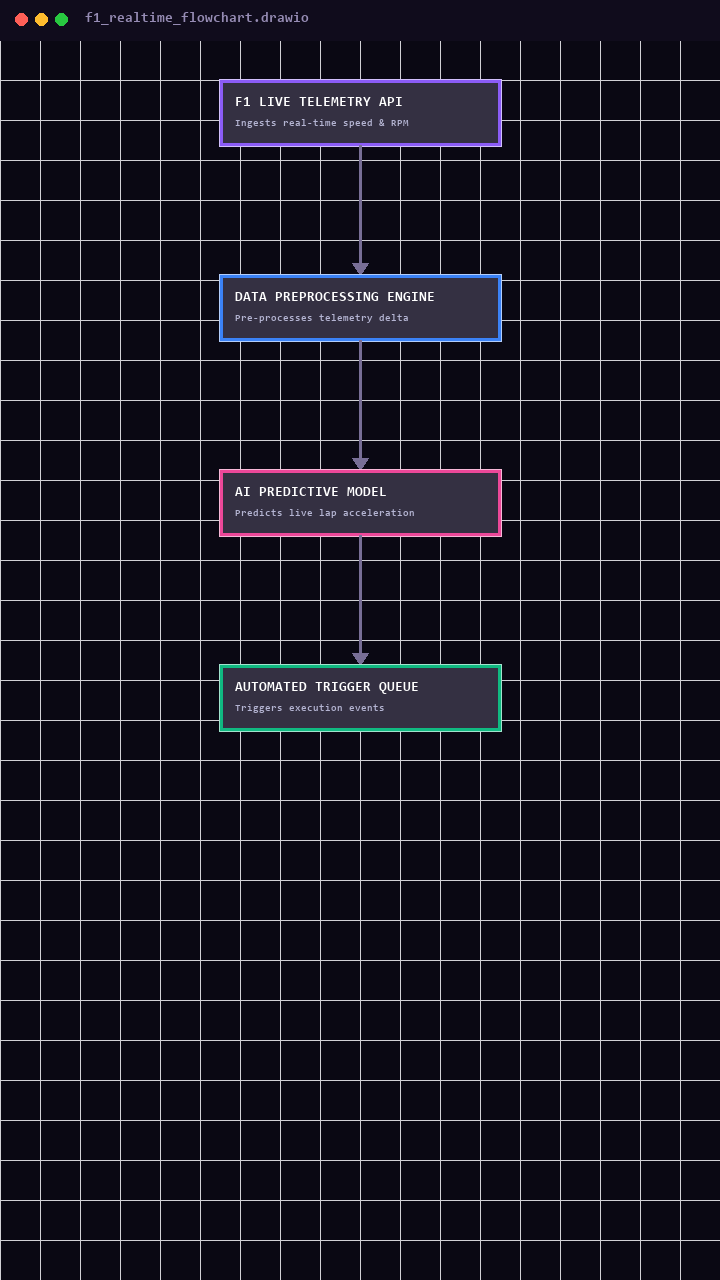 f1_realtime_flowchart.drawio
F1 LIVE TELEMETRY API
Ingests real-time speed & RPM
DATA PREPROCESSING ENGINE
Pre-processes telemetry delta
AI PREDICTIVE MODEL
Predicts live lap acceleration
AUTOMATED TRIGGER QUEUE
Triggers execution events